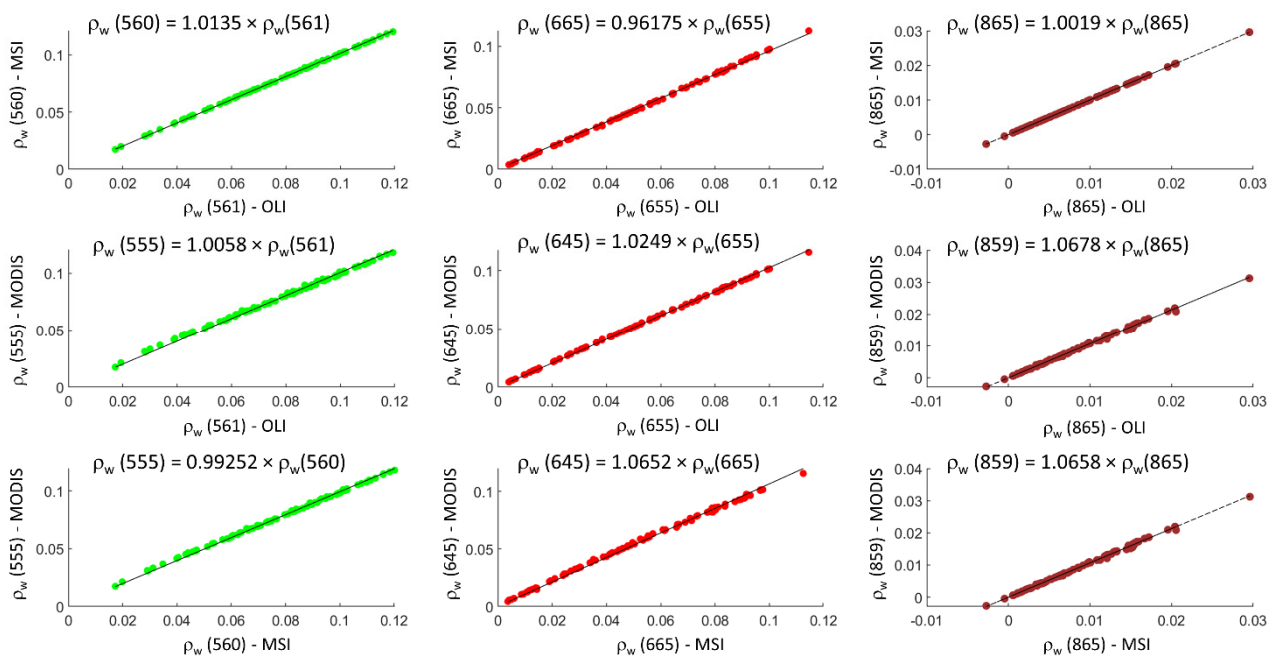 ρw (560) = 1.0135 × ρw(561)
ρw (560) - MSI
0.1
0.05
0
0 0.02 0.04 0.06 0.08 0.1 0.12
ρw (561) - OLI
ρw (665) = 0.96175 × ρw(655)
ρw (665) - MSI
0.1
0.05
0
0 0.02 0.04 0.06 0.08 0.1 0.12
ρw (655) - OLI
ρw (865) = 1.0019 × ρw(865)
ρw (865) - MSI
0.03
0.02
0.01
0
-0.01
-0.01 0 0.01 0.02 0.03
ρw (865) - OLI
ρw (555) = 1.0058 × ρw(561)
ρw (555) - MODIS
0.1
0.05
0
0 0.02 0.04 0.06 0.08 0.1 0.12
ρw (561) - OLI
ρw (645) = 1.0249 × ρw(655)
ρw (645) - MODIS
0.1
0.05
0
0 0.02 0.04 0.06 0.08 0.1 0.12
ρw (655) - OLI
ρw (859) = 1.0678 × ρw(865)
ρw (859) - MODIS
0.04
0.03
0.02
0.01
0
-0.01 0 0.01 0.02 0.03
ρw (865) - OLI
ρw (555) = 0.99252 × ρw(560)
ρw (555) - MODIS
0.1
0.05
0
0 0.02 0.04 0.06 0.08 0.1 0.12
ρw (560) - MSI
ρw (645) = 1.0652 × ρw(665)
ρw (645) - MODIS
0.1
0.05
0
0 0.02 0.04 0.06 0.08 0.1 0.12
ρw (665) - MSI
ρw (859) = 1.0658 × ρw(865)
ρw (859) - MODIS
0.04
0.03
0.02
0.01
0
-0.01 0 0.01 0.02 0.03
ρw (865) - MSI